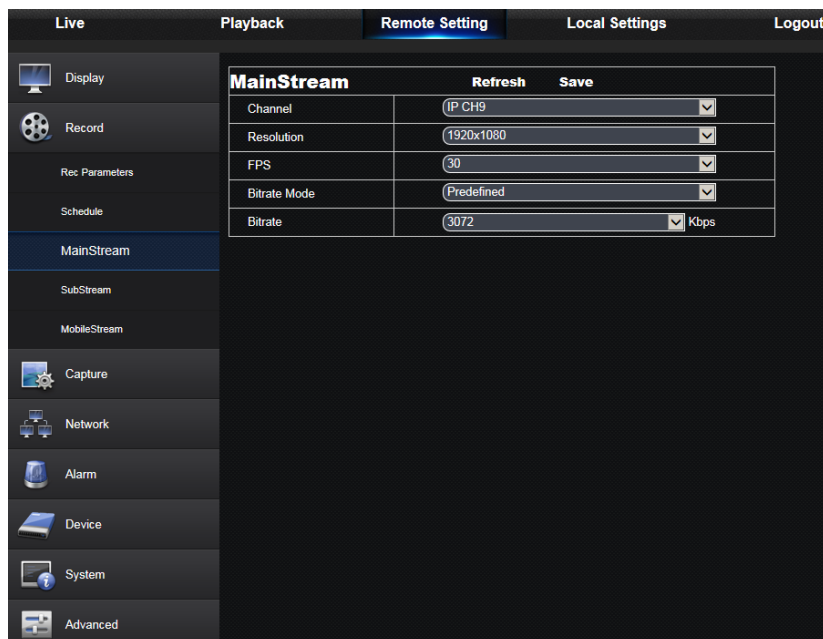 Live Playback Remote Setting Local Settings Logout
Display
Record
Rec Parameters
Schedule
MainStream
SubStream
MobileStream
Capture
Network
Alarm
Device
System
Advanced
MainStream Refresh Save
Channel IP CH9
Resolution 1920x1080
FPS 30
Bitrate Mode Predefined
Bitrate 3072 Kbps